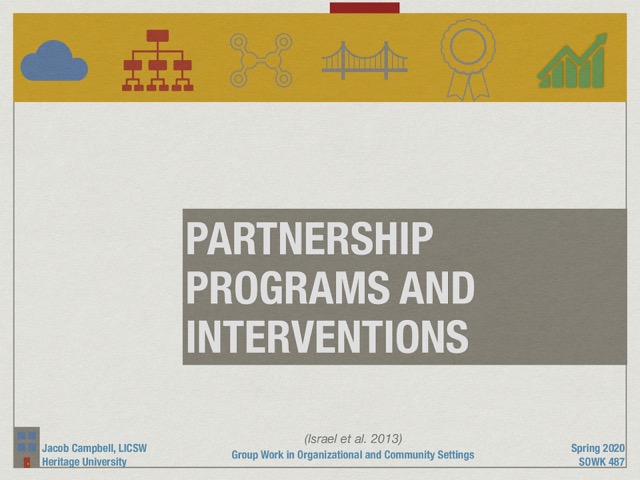 PARTNERSHIP
PROGRAMS AND
INTERVENTIONS
(Israel et al. 2013)
Jacob Campbell, LICSW
Heritage University
Group Work in Organizational and Community Settings
Spring 2020
SOWK 487